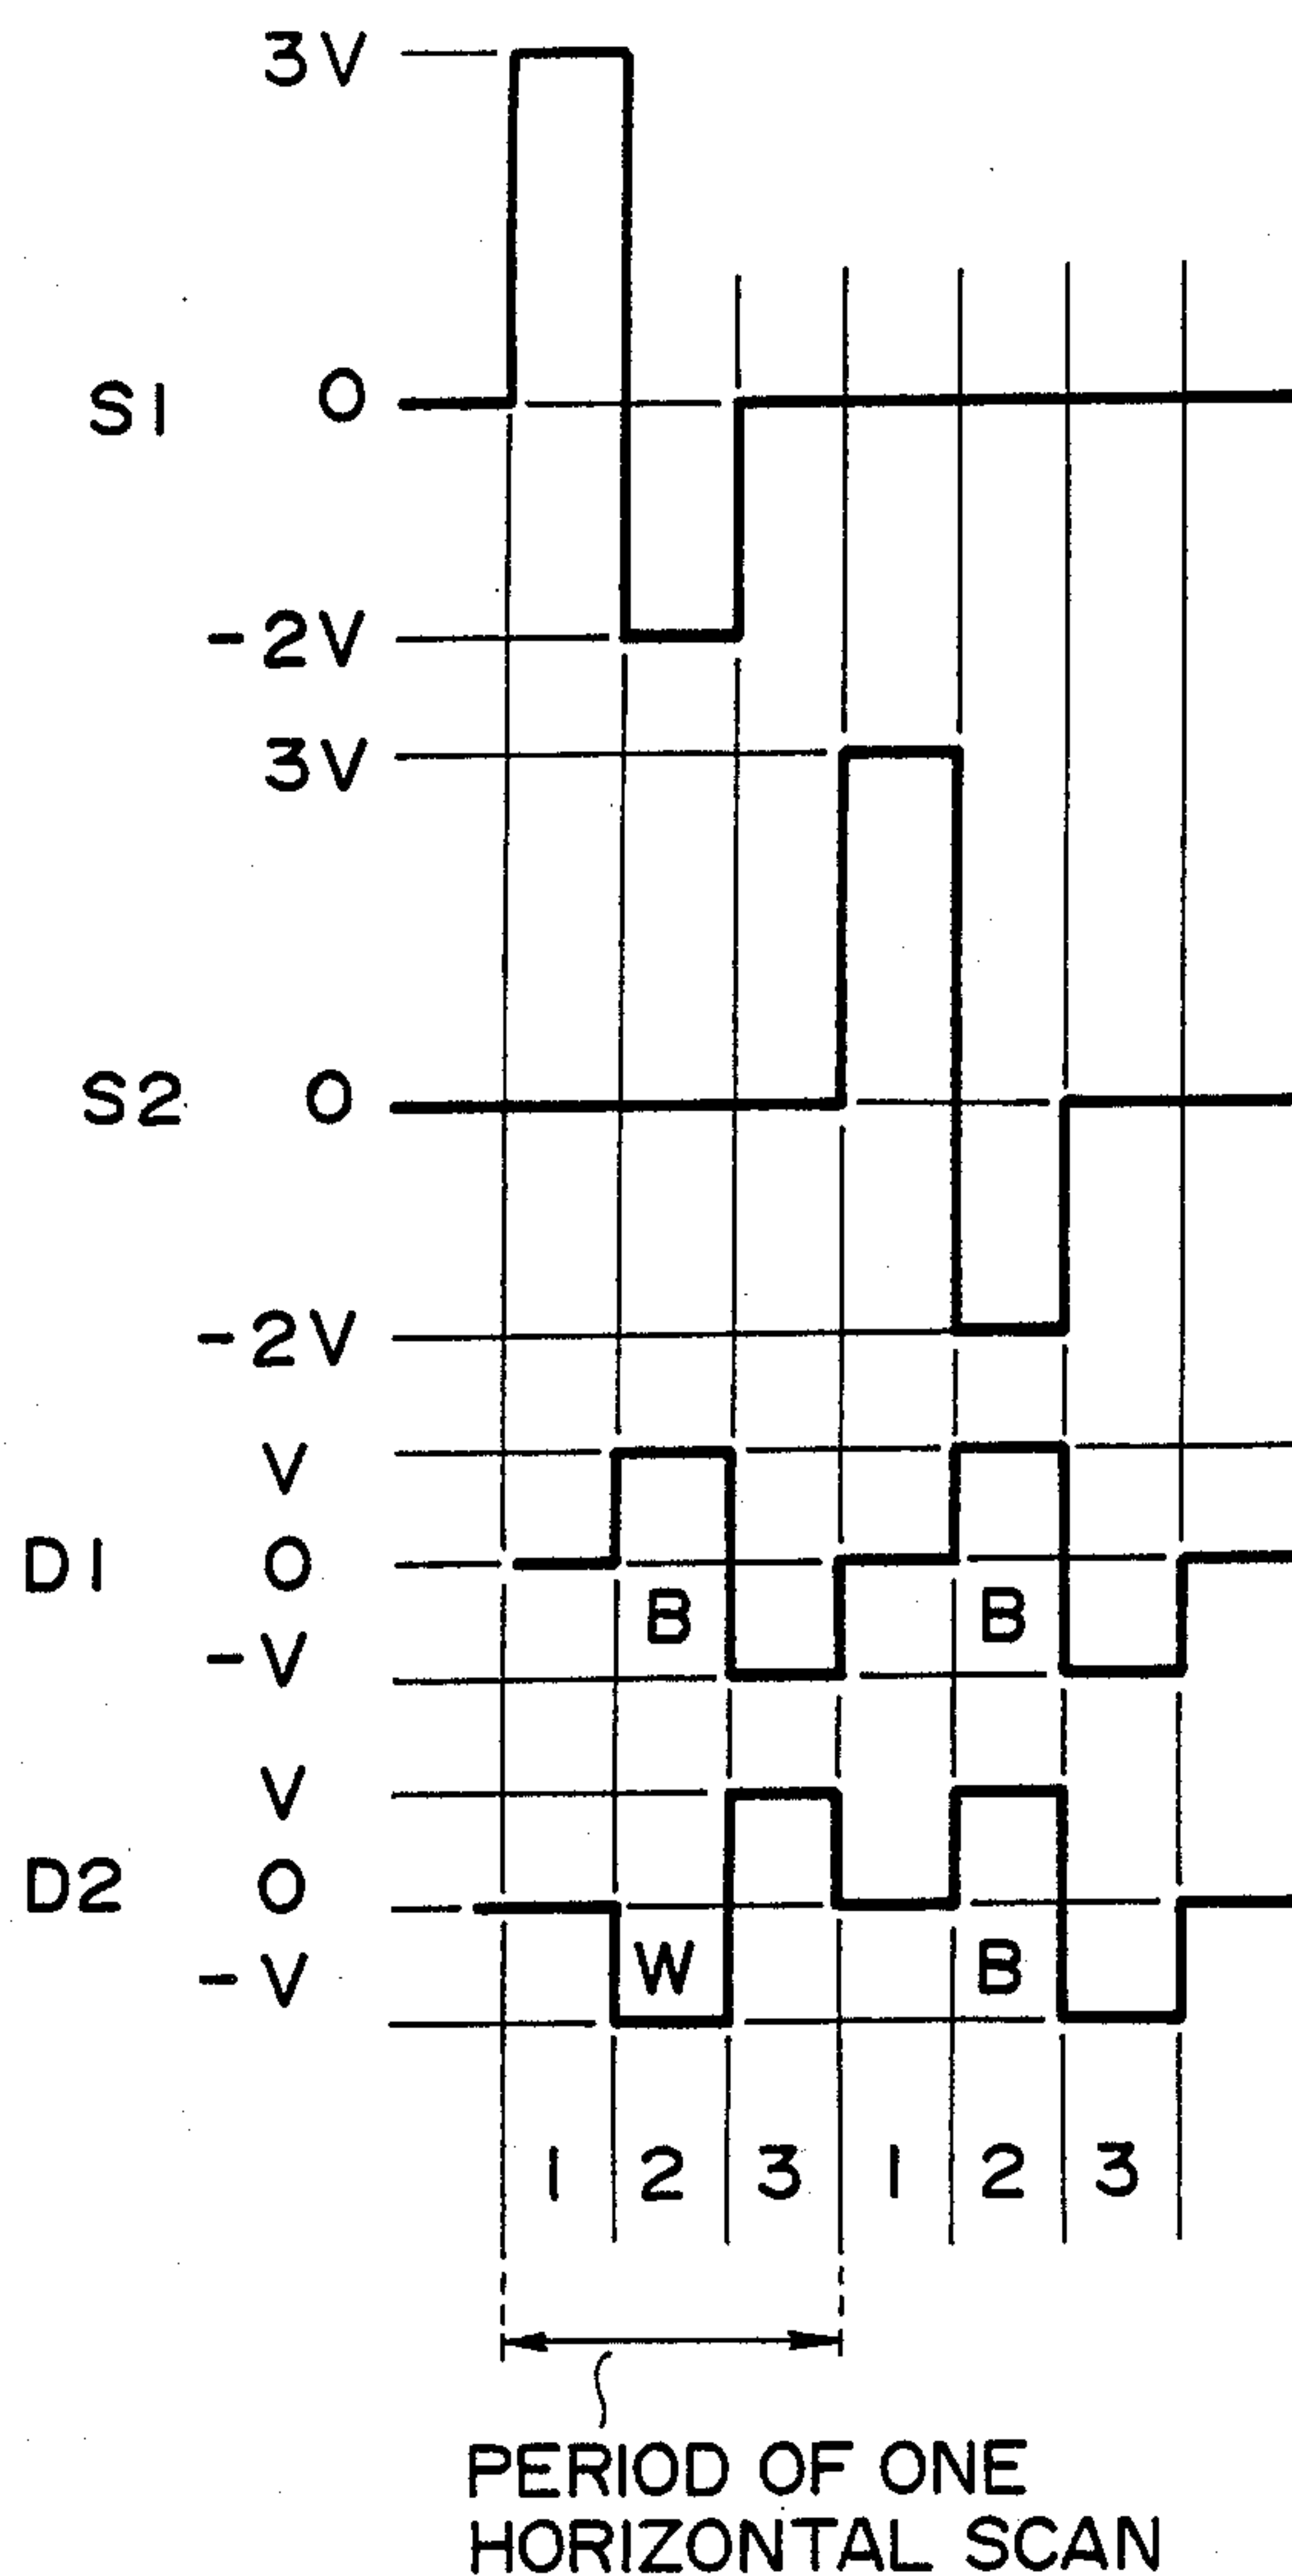 3V
S1 0
-2V
3V
S2 0
-2V
V
D1 0
B B
-V
V
D2 0
W B
-V
1 2 3 1 2 3
PERIOD OF ONE
HORIZONTAL SCAN